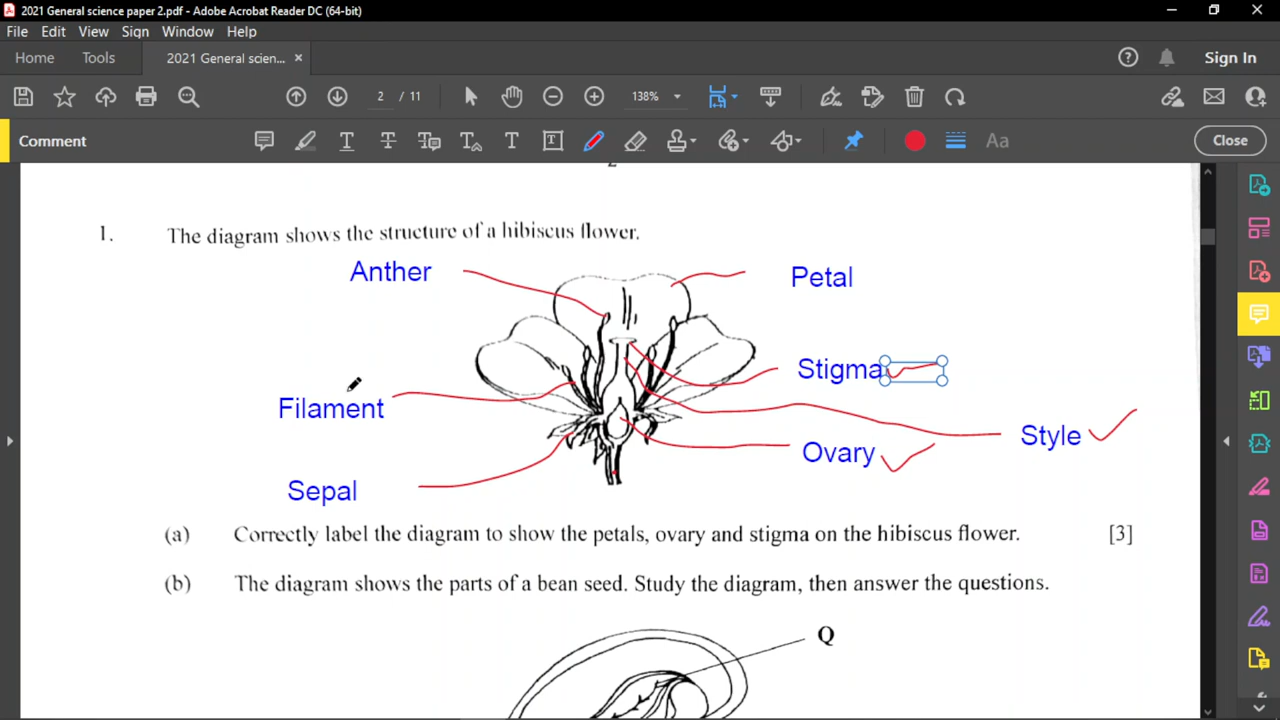 2021 General science paper 2.pdf - Adobe Acrobat Reader DC (64-bit)
File Edit View Sign Window Help
Home Tools 2021 General scien... × Sign In
2 / 11 138%
Comment Close
1. The diagram shows the structure of a hibiscus flower.
Anther
Petal
Stigma
Filament
Style
Ovary
Sepal
(a) Correctly label the diagram to show the petals, ovary and stigma on the hibiscus flower. [3]
(b) The diagram shows the parts of a bean seed. Study the diagram, then answer the questions.
Q